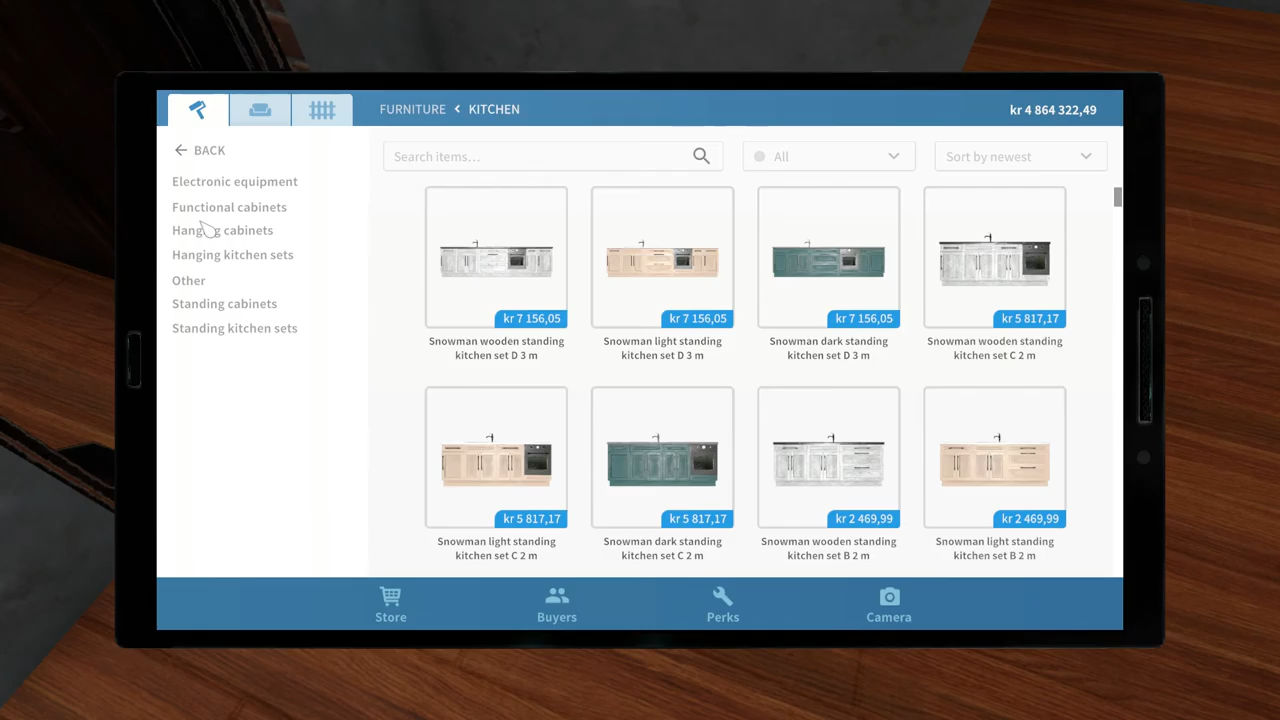 FURNITURE < KITCHEN
kr 4 864 322,49
BACK
Electronic equipment
Functional cabinets
Hanging cabinets
Hanging kitchen sets
Other
Standing cabinets
Standing kitchen sets
Search items...
All
Sort by newest
kr 7 156,05
Snowman wooden standing
kitchen set D 3 m
kr 7 156,05
Snowman light standing
kitchen set D 3 m
kr 7 156,05
Snowman dark standing
kitchen set D 3 m
kr 5 817,17
Snowman wooden standing
kitchen set C 2 m
kr 5 817,17
Snowman light standing
kitchen set C 2 m
kr 5 817,17
Snowman dark standing
kitchen set C 2 m
kr 2 469,99
Snowman wooden standing
kitchen set B 2 m
kr 2 469,99
Snowman light standing
kitchen set B 2 m
Store
Buyers
Perks
Camera